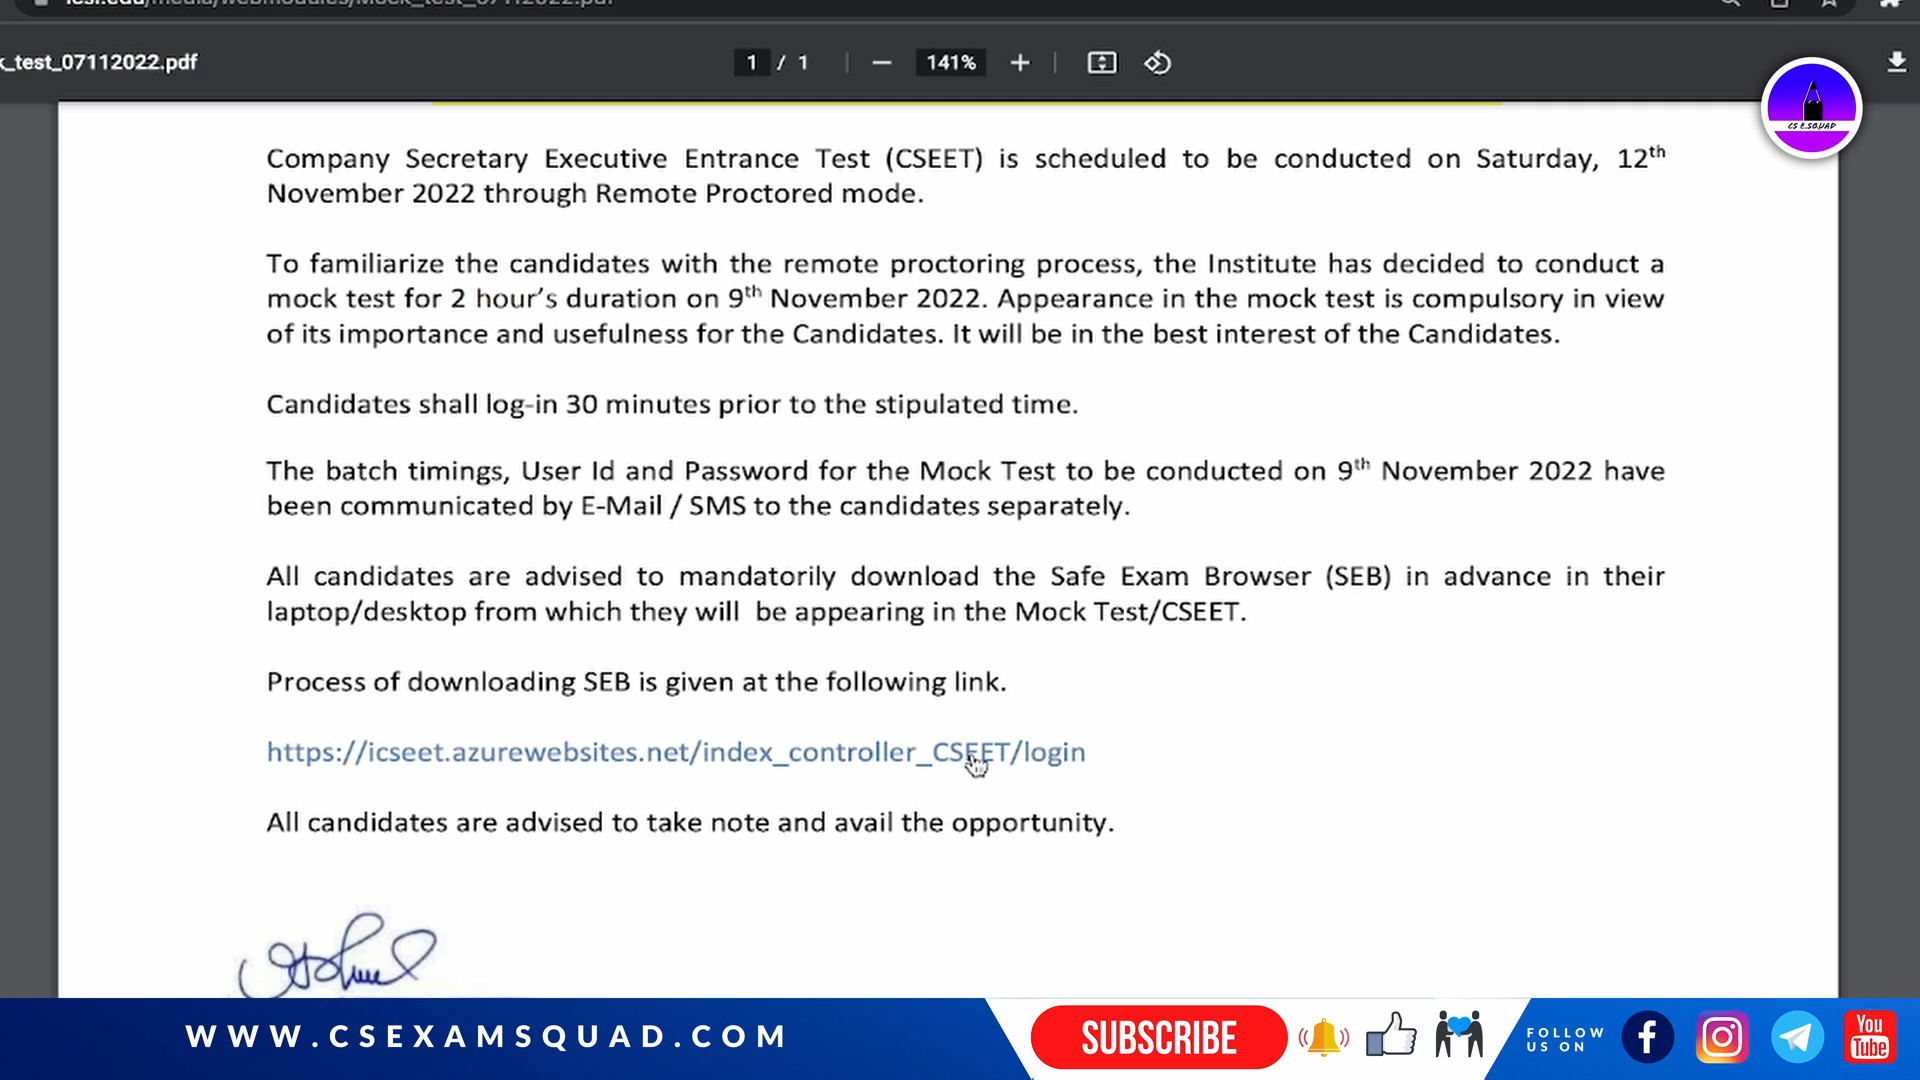 icsi.edu/media/webmodules/Mock_test_07112022.pdf
k_test_07112022.pdf
1 / 1
141%
CS E.SQUAD
Company Secretary Executive Entrance Test (CSEET) is scheduled to be conducted on Saturday, 12th
November 2022 through Remote Proctored mode.
To familiarize the candidates with the remote proctoring process, the Institute has decided to conduct a
mock test for 2 hour's duration on 9th November 2022. Appearance in the mock test is compulsory in view
of its importance and usefulness for the Candidates. It will be in the best interest of the Candidates.
Candidates shall log-in 30 minutes prior to the stipulated time.
The batch timings, User Id and Password for the Mock Test to be conducted on 9th November 2022 have
been communicated by E-Mail / SMS to the candidates separately.
All candidates are advised to mandatorily download the Safe Exam Browser (SEB) in advance in their
laptop/desktop from which they will be appearing in the Mock Test/CSEET.
Process of downloading SEB is given at the following link.
https://icseet.azurewebsites.net/index_controller_CSEET/login
All candidates are advised to take note and avail the opportunity.
WWW.CSEXAMSQUAD.COM
SUBSCRIBE
FOLLOW
US ON
You
Tube